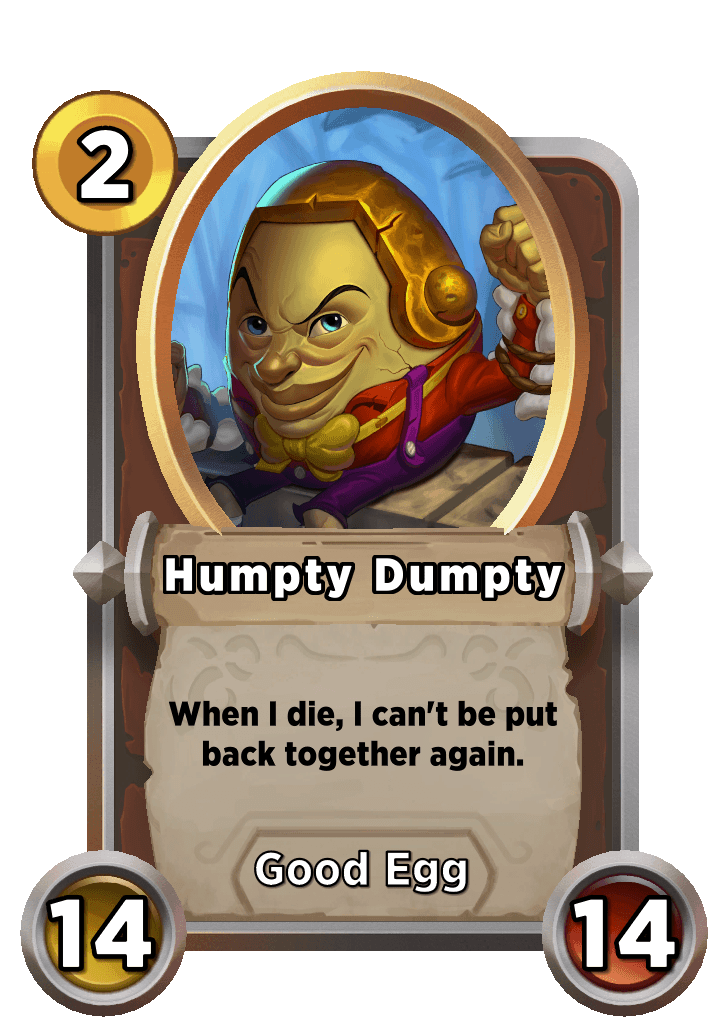 2
Humpty Dumpty
When I die, I can't be put
back together again.
Good Egg
14
14